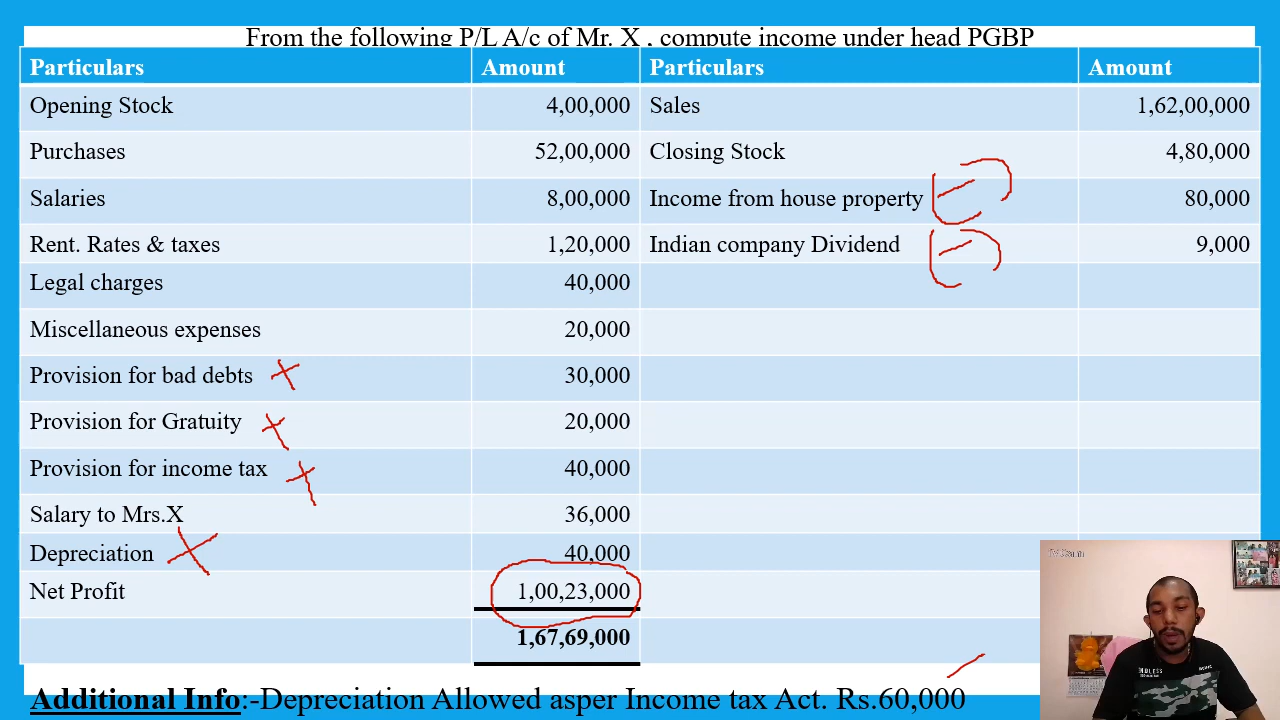 From the following P/L A/c of Mr. X , compute income under head PGBP
Particulars Amount Particulars Amount
Opening Stock 4,00,000 Sales 1,62,00,000
Purchases 52,00,000 Closing Stock 4,80,000
Salaries 8,00,000 Income from house property 80,000
Rent. Rates & taxes 1,20,000 Indian company Dividend 9,000
Legal charges 40,000
Miscellaneous expenses 20,000
Provision for bad debts 30,000
Provision for Gratuity 20,000
Provision for income tax 40,000
Salary to Mrs.X 36,000
Depreciation 40,000
Net Profit 1,00,23,000
1,67,69,000
Additional Info:-Depreciation Allowed asper Income tax Act. Rs.60,000